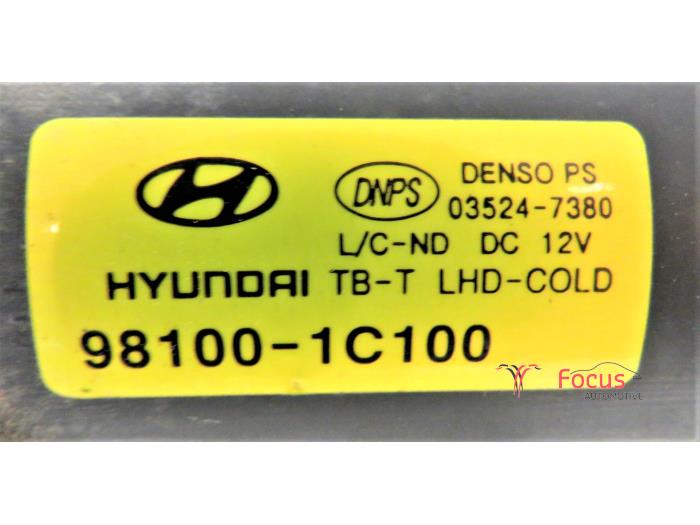 DNPS DENSO PS
03524-7380
L/C-ND DC 12V
HYUNDAI TB-T LHD-COLD
98100-1C100
Focus
AUTOMOTIVE